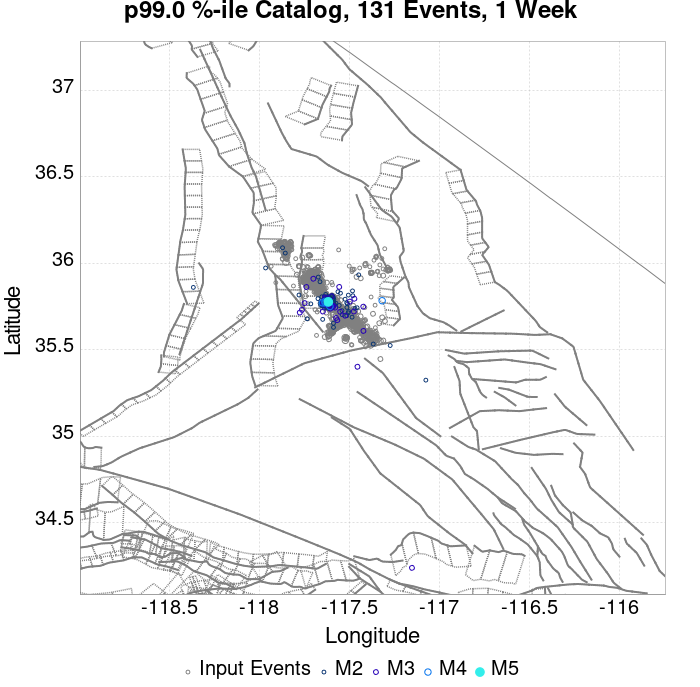 p99.0 %-ile Catalog, 131 Events, 1 Week
37
36.5
36
35.5
35
34.5
Latitude
-118.5 -118 -117.5 -117 -116.5 -116
Longitude
Input Events M2 M3 M4 M5